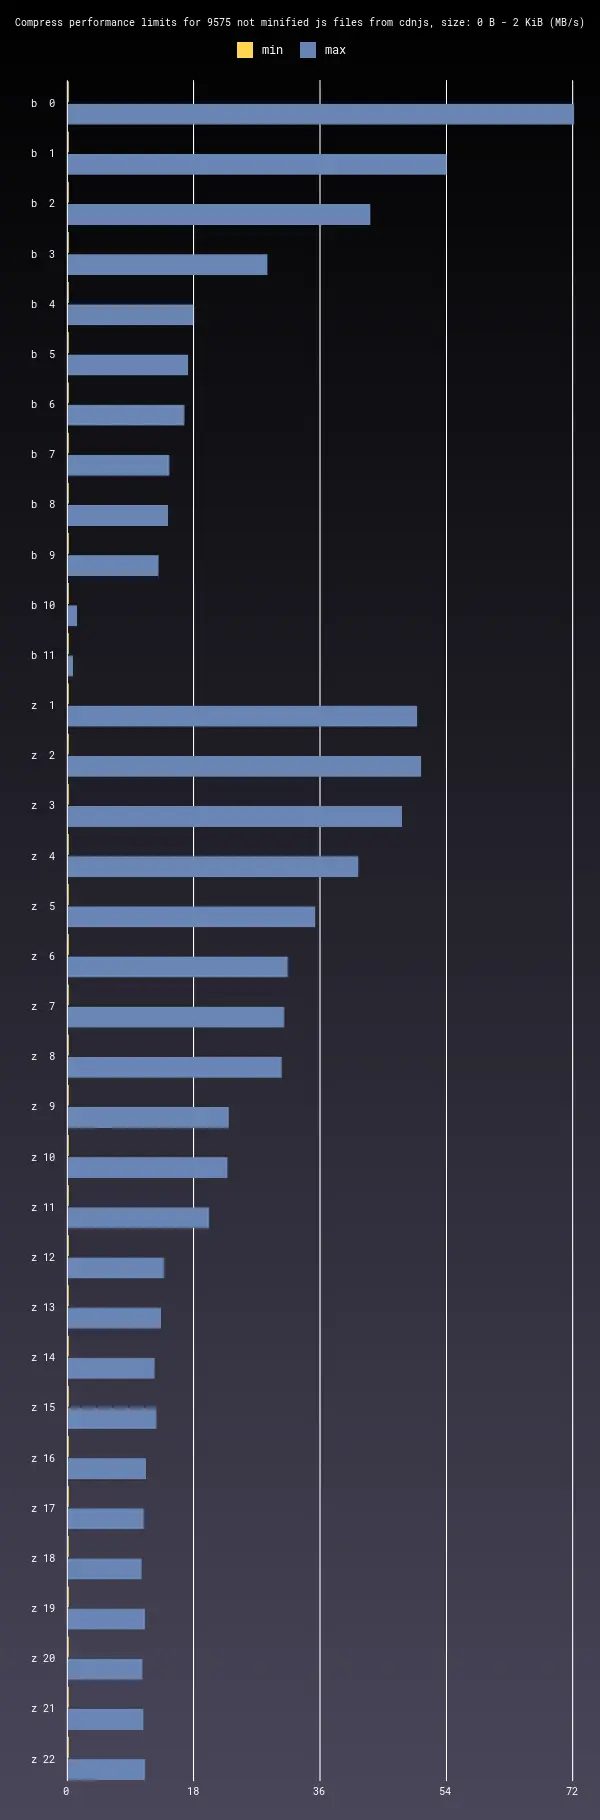 Compress performance limits for 9575 not minified js files from cdnjs, size: 0 B - 2 KiB (MB/s)
min max
b 0
b 1
b 2
b 3
b 4
b 5
b 6
b 7
b 8
b 9
b 10
b 11
z 1
z 2
z 3
z 4
z 5
z 6
z 7
z 8
z 9
z 10
z 11
z 12
z 13
z 14
z 15
z 16
z 17
z 18
z 19
z 20
z 21
z 22
0 18 36 54 72